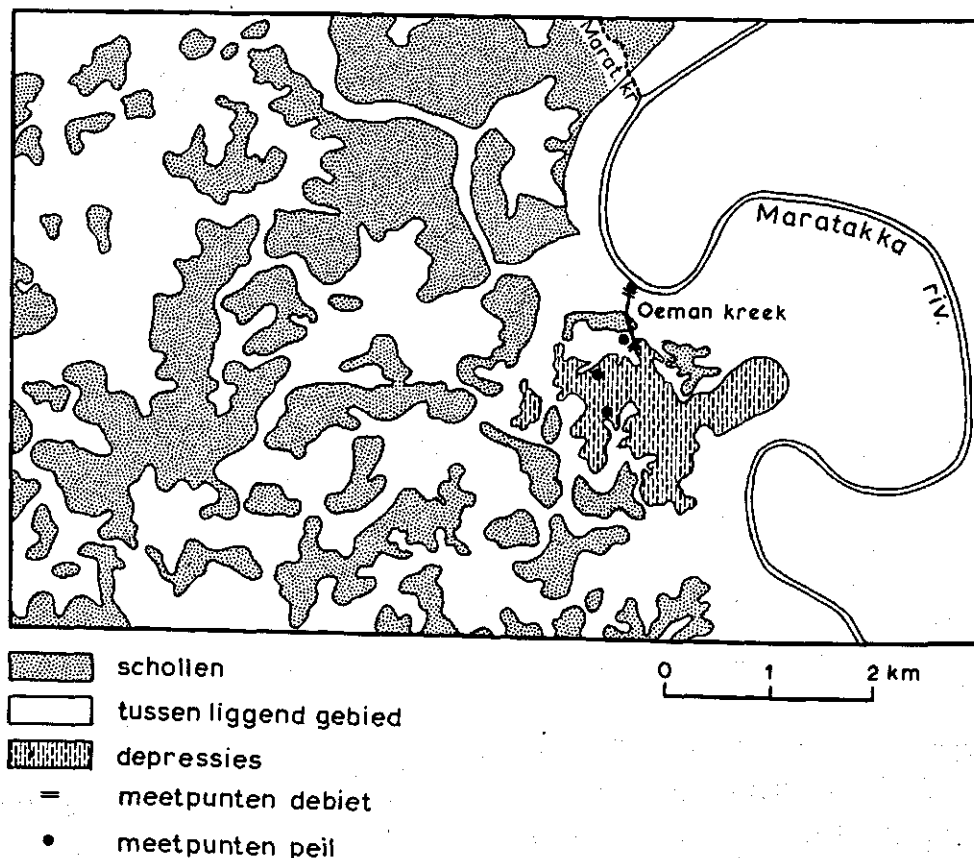 Marat kr
Maratakka
riv.
Oeman kreek
schollen
tussen liggend gebied
depressies
meetpunten debiet
meetpunten peil
0 1 2 km